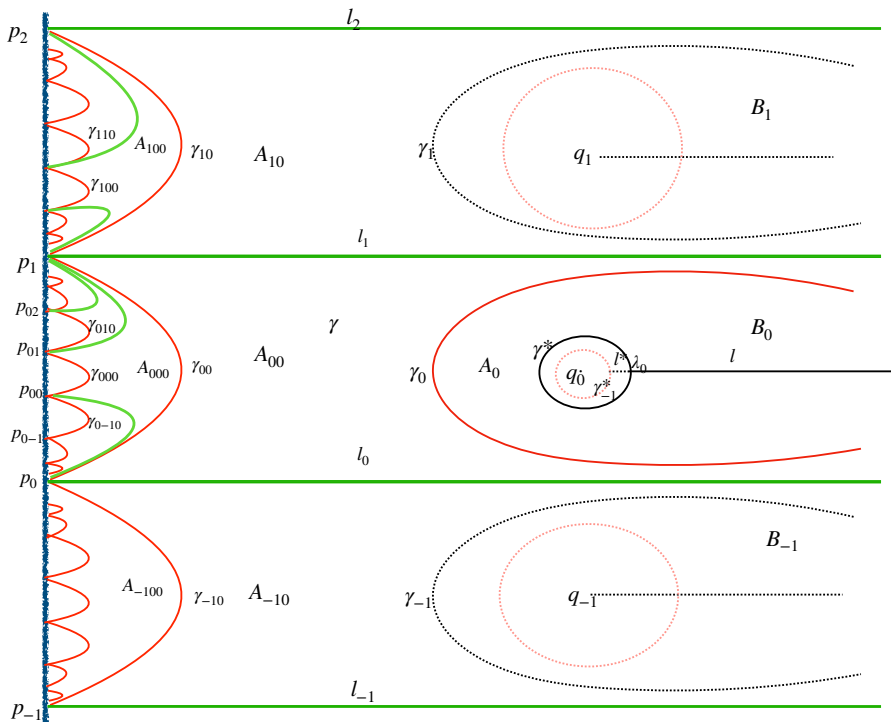 l₂
p₂
B₁
γ₁₁₀
A₁₀₀
γ₁₀
A₁₀
γ₁
q₁
γ₁₀₀
l₁
p₁
p₀₂
γ₀₁₀
γ
B₀
p₀₁
A₀₀₀
γ₀₀
A₀₀
γ₀
A₀
γ*
l*
λ₀
l
q₀
γ*₋₁
γ₀₀₀
p₀₀
γ₀₋₁₀
p₀₋₁
l₀
p₀
B₋₁
A₋₁₀₀
γ₋₁₀
A₋₁₀
γ₋₁
q₋₁
l₋₁
p₋₁